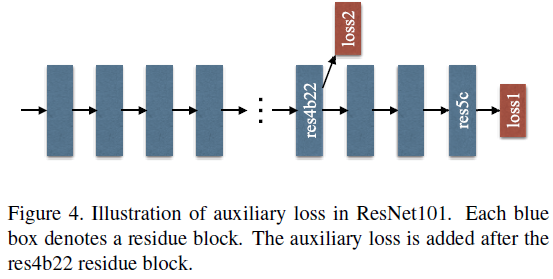 loss2
res4b22
res5c
loss1
Figure 4. Illustration of auxiliary loss in ResNet101. Each blue
box denotes a residue block. The auxiliary loss is added after the
res4b22 residue block.